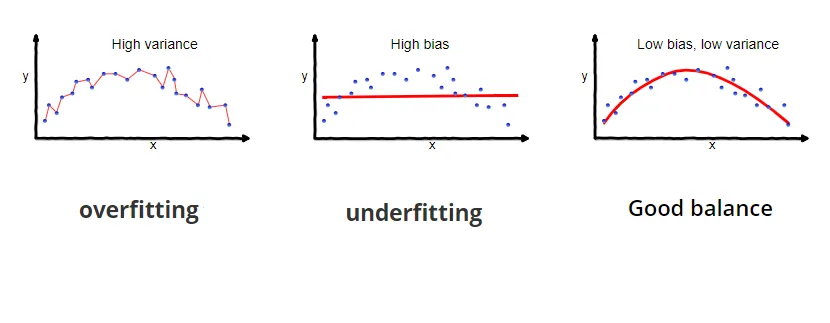 High variance
y
x
overfitting
High bias
y
x
underfitting
Low bias, low variance
y
x
Good balance